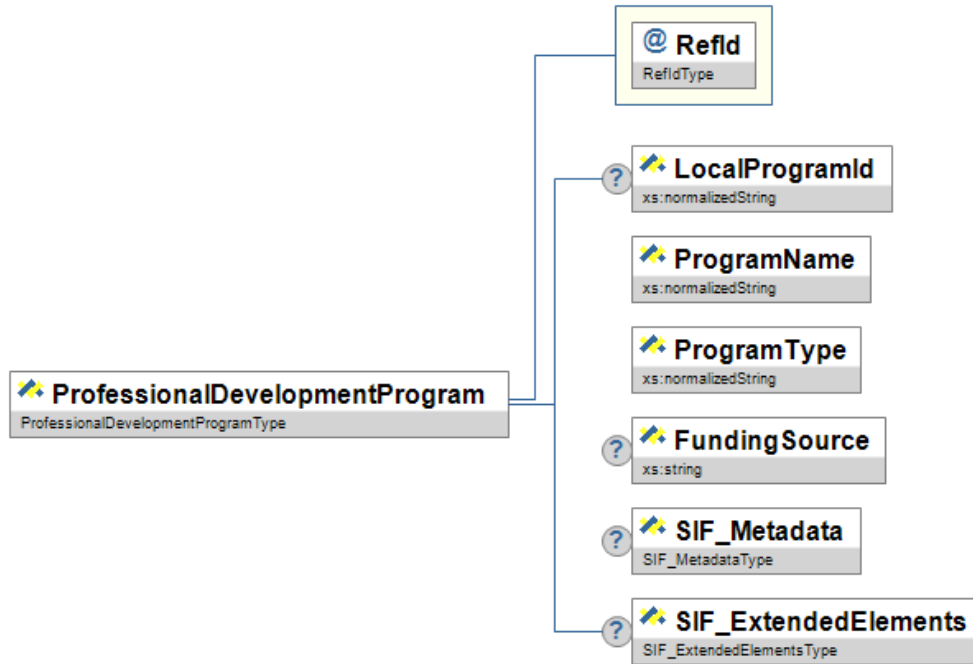 @ RefId
RefIdType
? LocalProgramId
xs:normalizedString
ProgramName
xs:normalizedString
ProgramType
xs:normalizedString
ProfessionalDevelopmentProgram
ProfessionalDevelopmentProgramType
? FundingSource
xs:string
? SIF_Metadata
SIF_MetadataType
? SIF_ExtendedElements
SIF_ExtendedElementsType